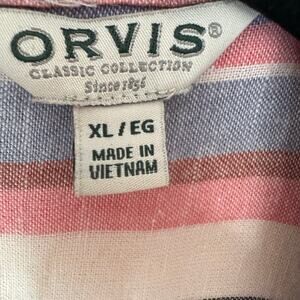 ORVIS®
CLASSIC COLLECTION
Since 1856
XL / EG
MADE IN
VIETNAM